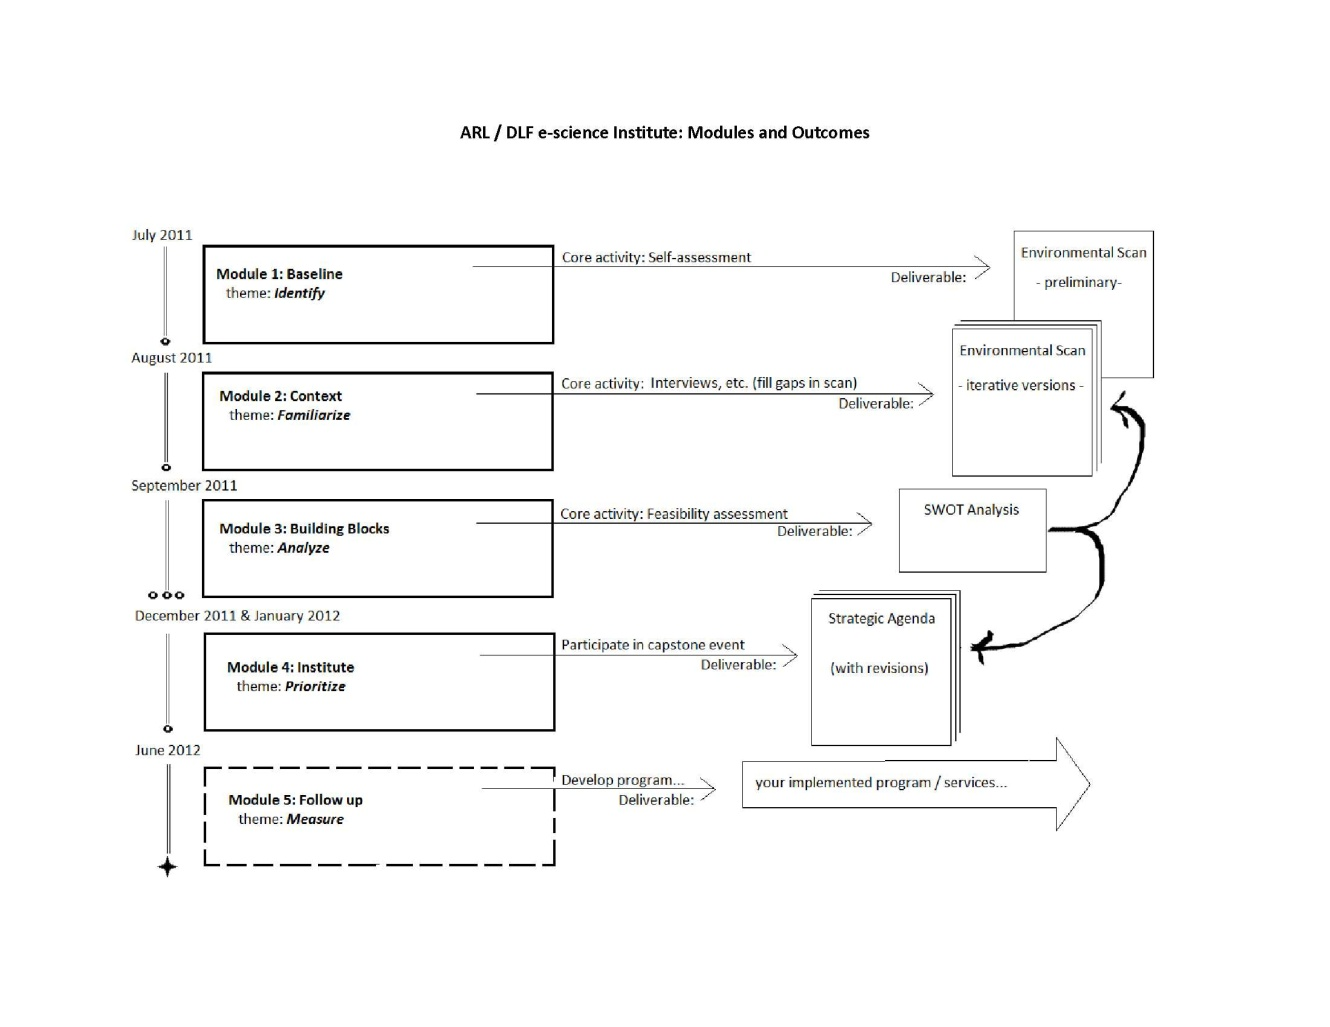 ARL / DLF e-science Institute: Modules and Outcomes
July 2011
Module 1: Baseline
theme: Identify
Core activity: Self-assessment
Deliverable:
Environmental Scan
- preliminary-
August 2011
Module 2: Context
theme: Familiarize
Core activity: Interviews, etc. (fill gaps in scan)
Deliverable:
Environmental Scan
- iterative versions -
September 2011
Module 3: Building Blocks
theme: Analyze
Core activity: Feasibility assessment
Deliverable:
SWOT Analysis
December 2011 & January 2012
Module 4: Institute
theme: Prioritize
Participate in capstone event
Deliverable:
Strategic Agenda
(with revisions)
June 2012
Module 5: Follow up
theme: Measure
Develop program...
Deliverable:
your implemented program / services...